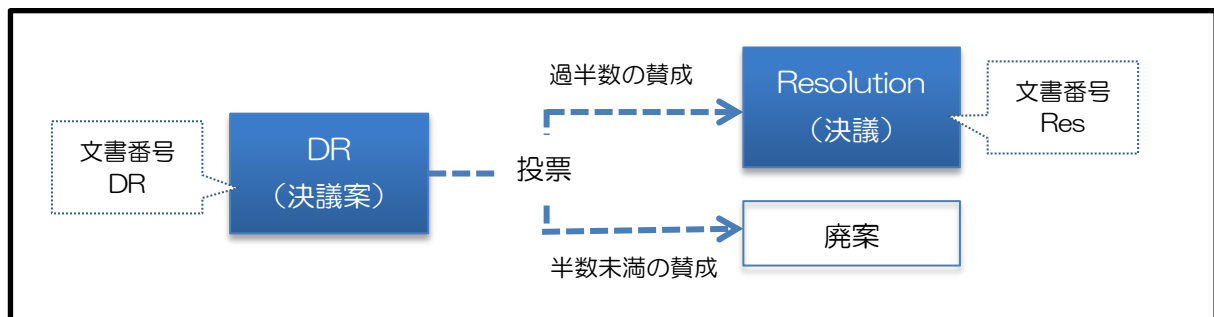 文書番号
DR
DR
（決議案）
投票
過半数の賛成
Resolution
（決議）
文書番号
Res
廃案
半数未満の賛成